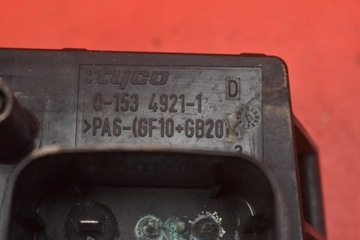 tyco
D
0-153 4921-1
>PA6-(GF10+GB20)<